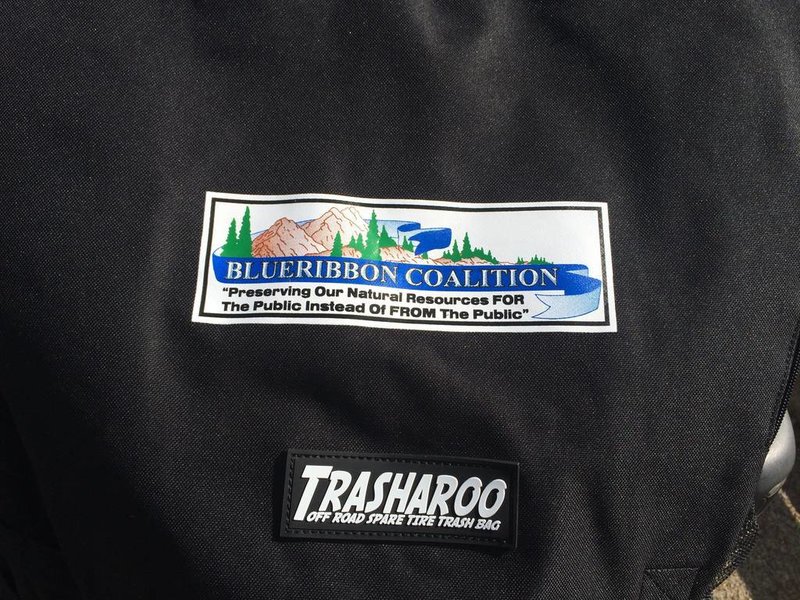 BLUERIBBON COALITION
“Preserving Our Natural Resources FOR
The Public Instead Of FROM The Public”
TRASHAROO
OFF ROAD SPARE TIRE TRASH BAG